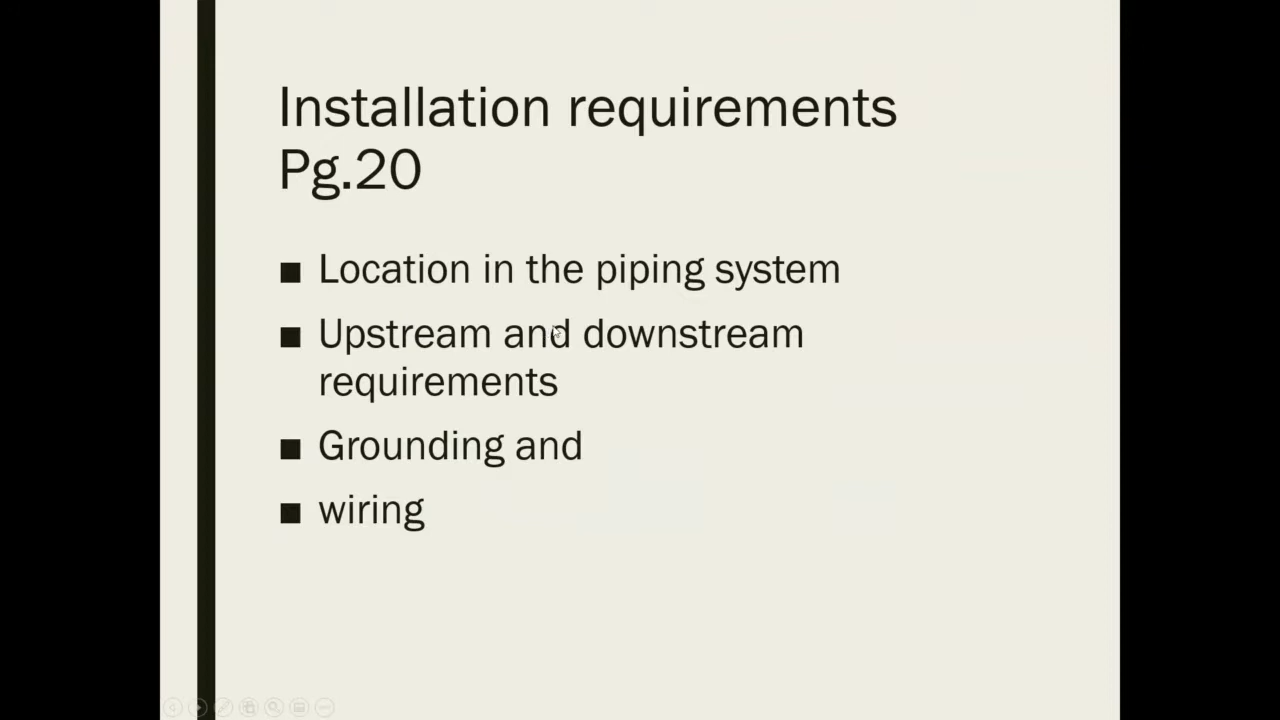 Installation requirements
Pg.20
■ Location in the piping system
■ Upstream and downstream
requirements
■ Grounding and
■ wiring